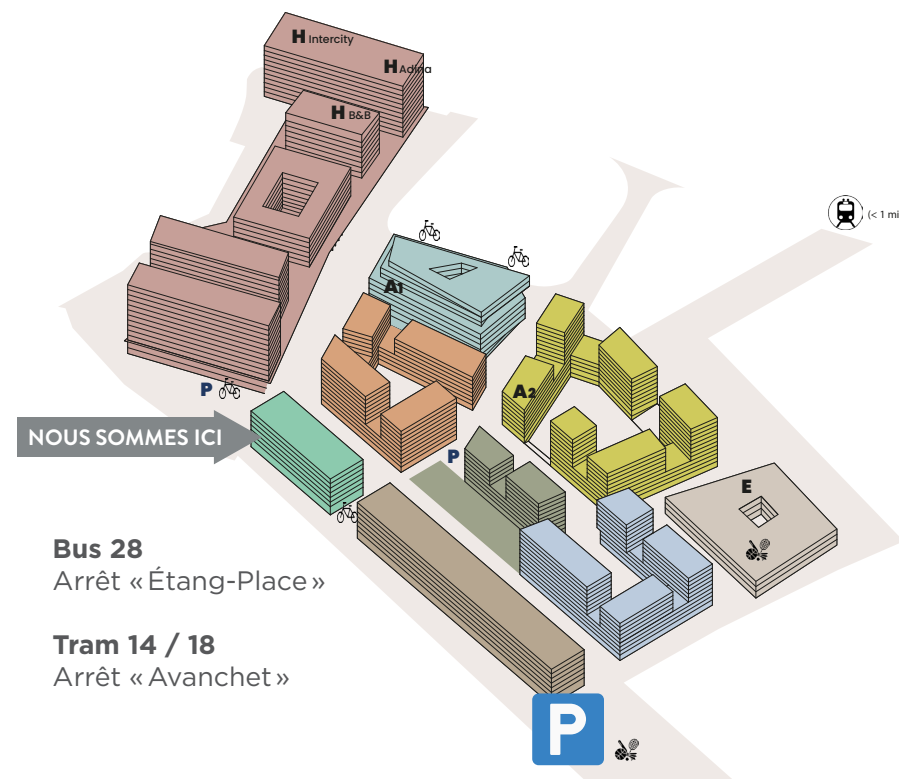 H Intercity
H Adina
H B&B
(< 1 mi
A1
A2
P
NOUS SOMMES ICI
P
E
Bus 28
Arrêt « Étang-Place »
Tram 14 / 18
Arrêt « Avanchet »
P